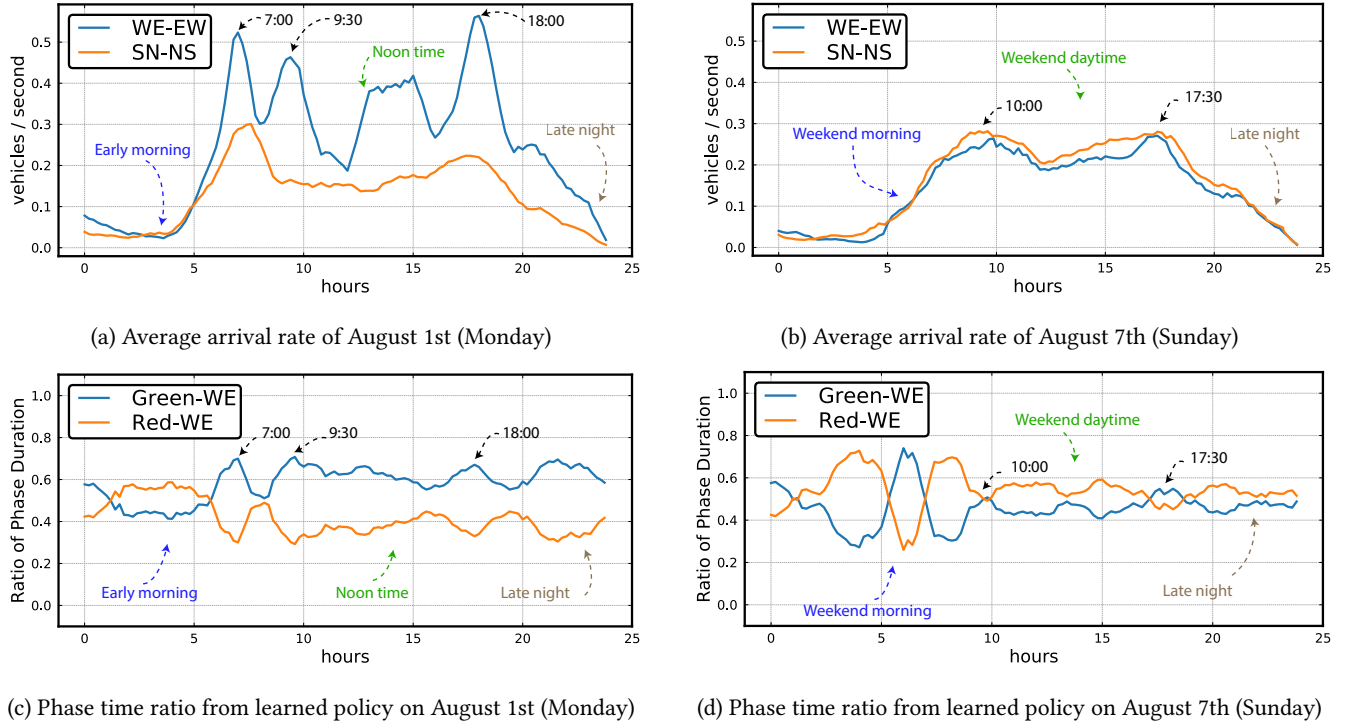 WE-EW
SN-NS
7:00
9:30
18:00
Noon time
Early morning
Late night
vehicles / second
0.5
0.4
0.3
0.2
0.1
0.0
0 5 10 15 20 25
hours
(a) Average arrival rate of August 1st (Monday)
WE-EW
SN-NS
Weekend daytime
10:00
17:30
Weekend morning
Late night
vehicles / second
0.5
0.4
0.3
0.2
0.1
0.0
0 5 10 15 20 25
hours
(b) Average arrival rate of August 7th (Sunday)
Green-WE
Red-WE
7:00
9:30
18:00
Early morning
Noon time
Late night
Ratio of Phase Duration
1.0
0.8
0.6
0.4
0.2
0.0
0 5 10 15 20 25
hours
(c) Phase time ratio from learned policy on August 1st (Monday)
Green-WE
Red-WE
Weekend daytime
10:00
17:30
Weekend morning
Late night
Ratio of Phase Duration
1.0
0.8
0.6
0.4
0.2
0.0
0 5 10 15 20 25
hours
(d) Phase time ratio from learned policy on August 7th (Sunday)